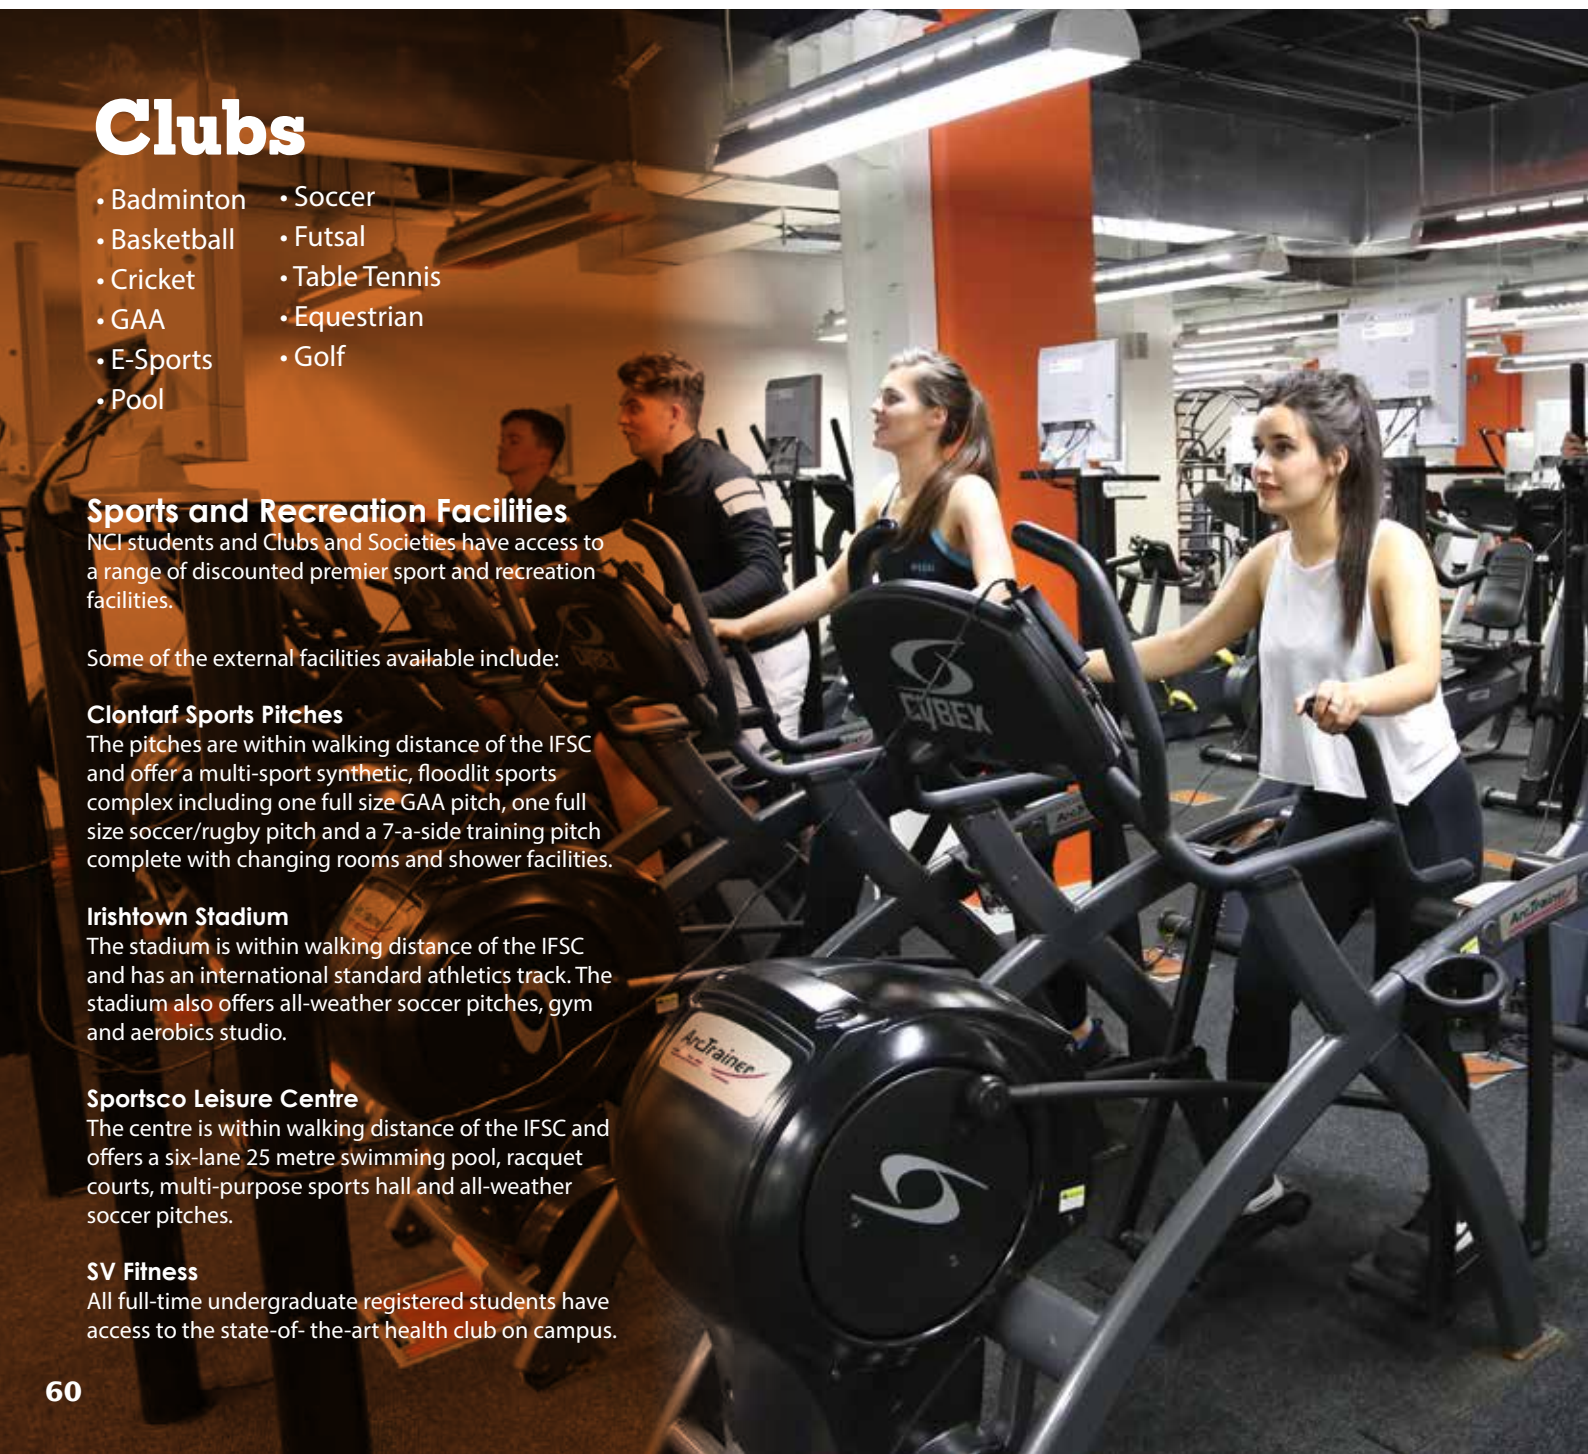 Clubs
• Badminton
• Basketball
• Cricket
• GAA
• E-Sports
• Pool
• Soccer
• Futsal
• Table Tennis
• Equestrian
• Golf
Sports and Recreation Facilities
NCI students and Clubs and Societies have access to
a range of discounted premier sport and recreation
facilities.
Some of the external facilities available include:
Clontarf Sports Pitches
The pitches are within walking distance of the IFSC
and offer a multi-sport synthetic, floodlit sports
complex including one full size GAA pitch, one full
size soccer/rugby pitch and a 7-a-side training pitch
complete with changing rooms and shower facilities.
Irishtown Stadium
The stadium is within walking distance of the IFSC
and has an international standard athletics track. The
stadium also offers all-weather soccer pitches, gym
and aerobics studio.
Sportsco Leisure Centre
The centre is within walking distance of the IFSC and
offers a six-lane 25 metre swimming pool, racquet
courts, multi-purpose sports hall and all-weather
soccer pitches.
SV Fitness
All full-time undergraduate registered students have
access to the state-of- the-art health club on campus.
60
CYBEX
CYBEX
ArcTrainer
ArcTrainer